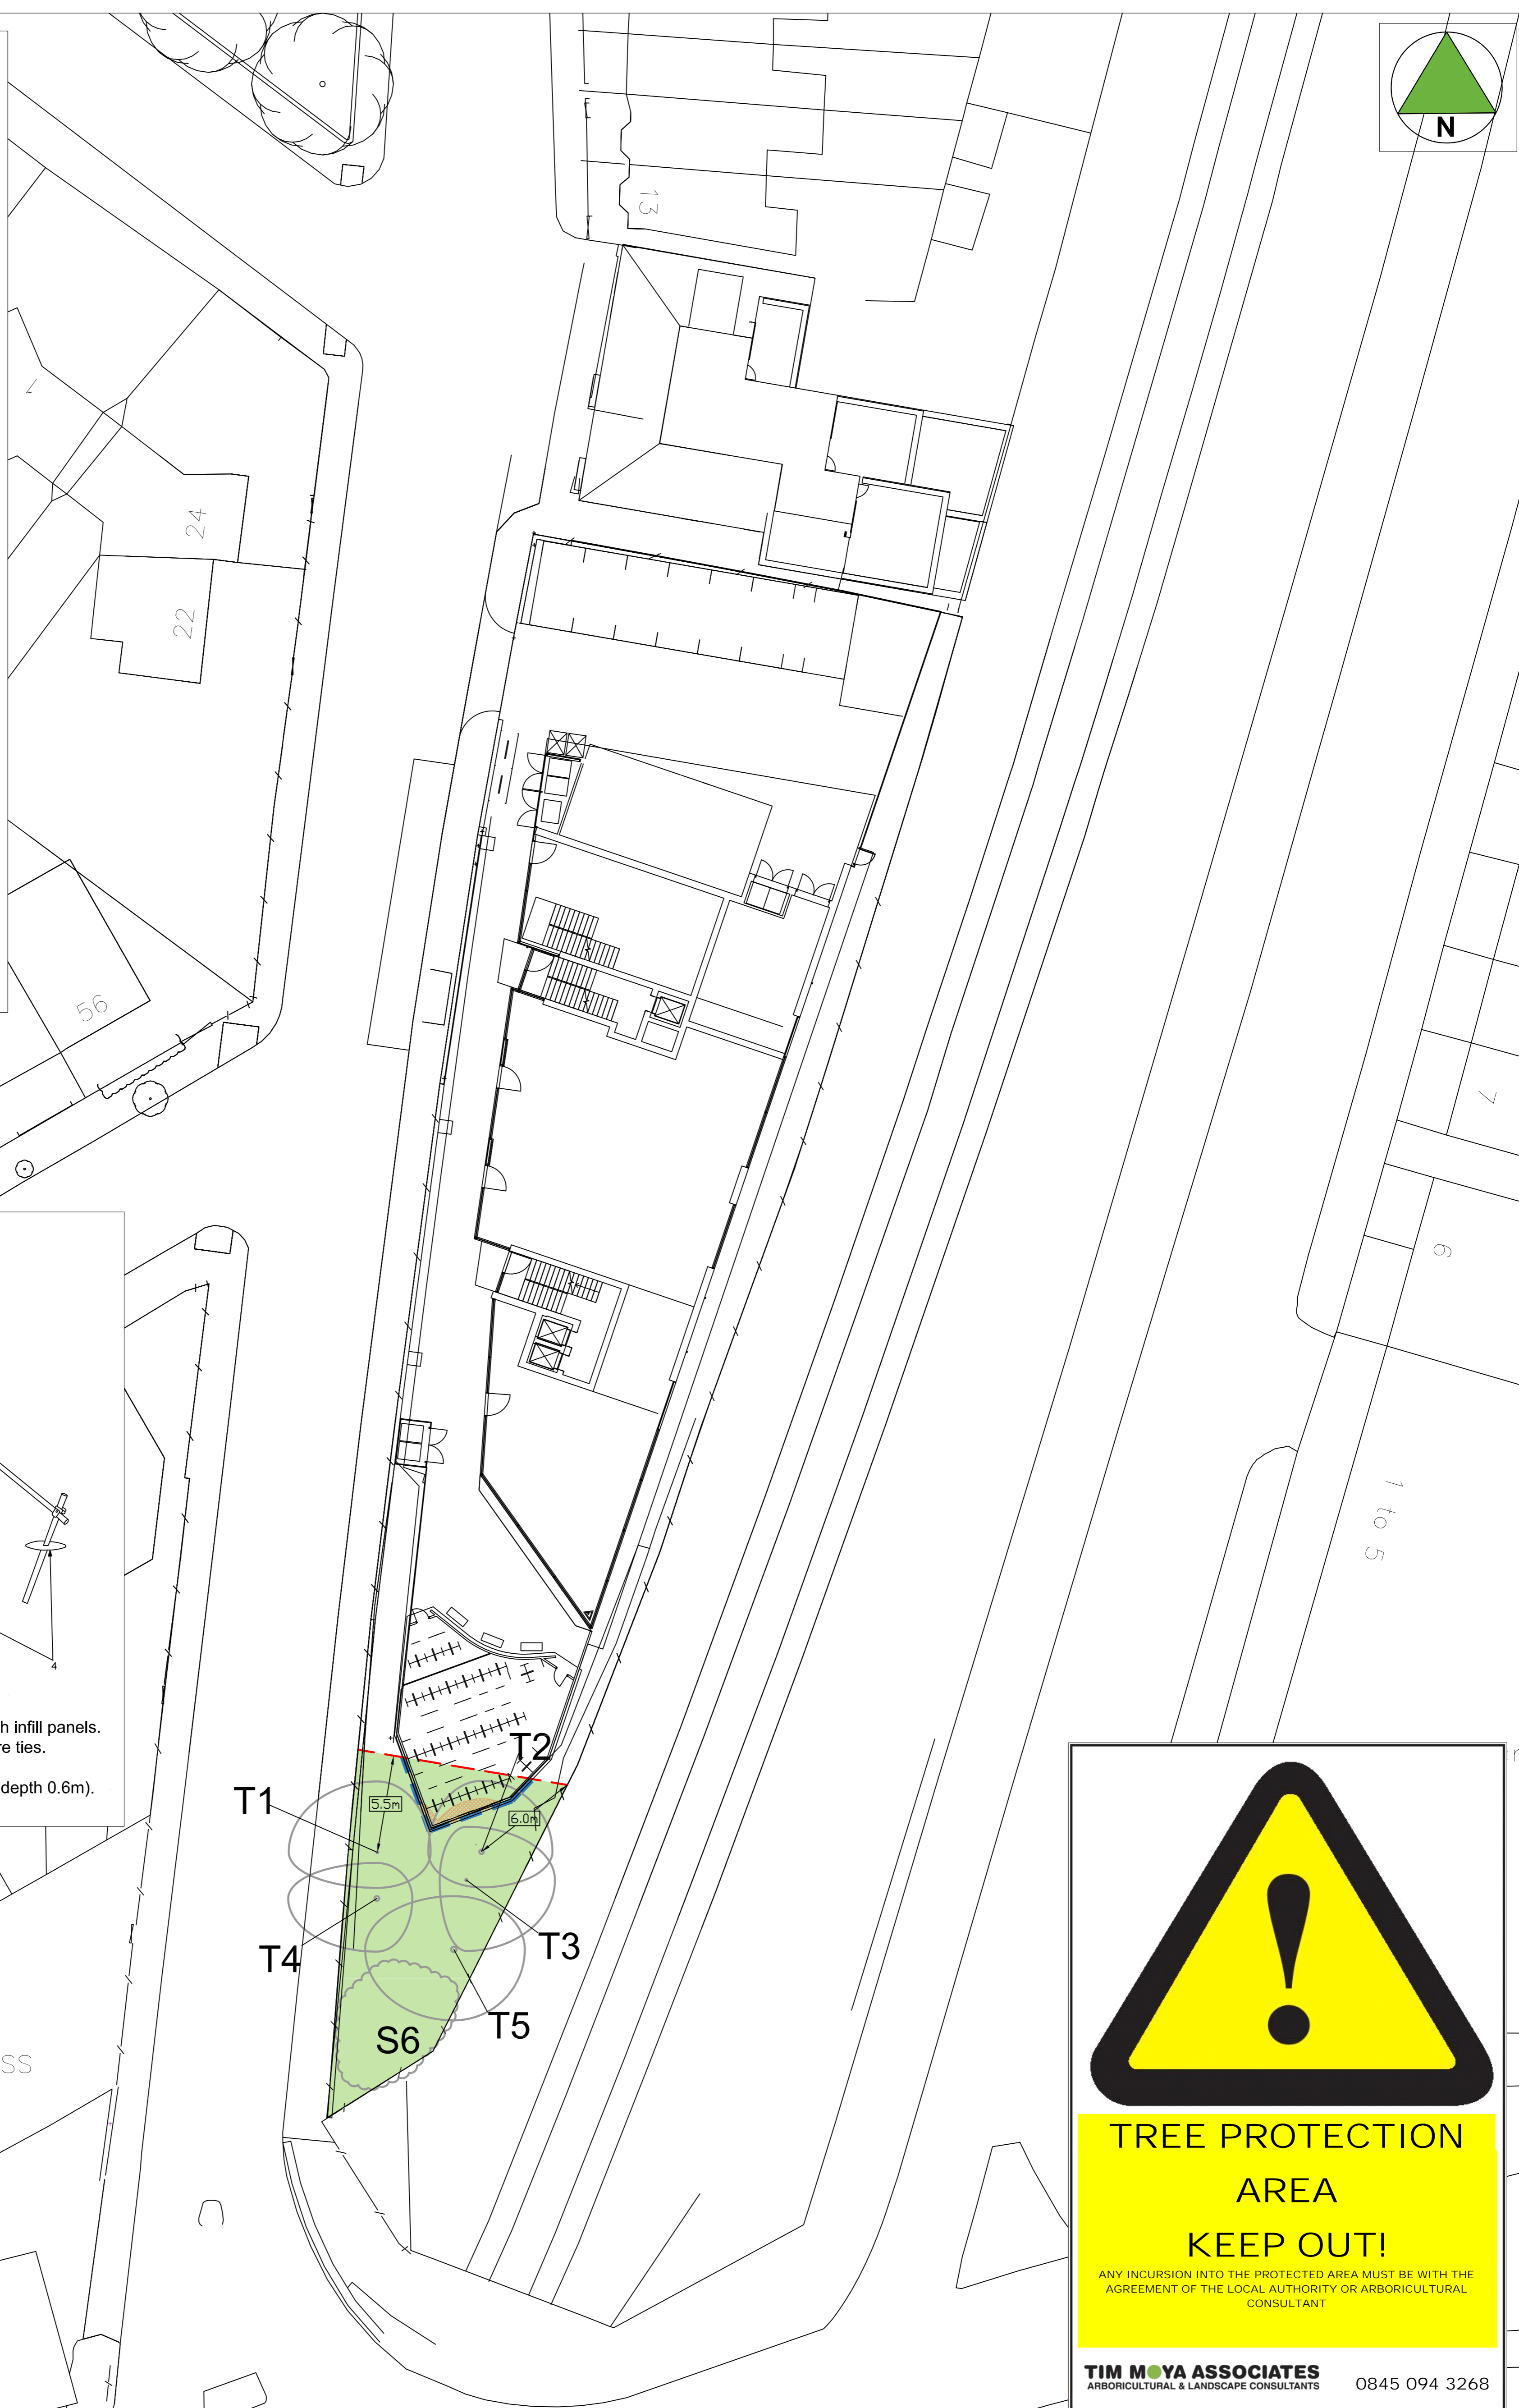 N
13
1
24
22
56
7
6
1 to 5
4
h infill panels.
re ties.
depth 0.6m).
T2
T1
5.5m
6.0m
T4
T3
T5
S6
SS
TREE PROTECTION
AREA
KEEP OUT!
ANY INCURSION INTO THE PROTECTED AREA MUST BE WITH THE
AGREEMENT OF THE LOCAL AUTHORITY OR ARBORICULTURAL
CONSULTANT
TIM MOYA ASSOCIATES
ARBORICULTURAL & LANDSCAPE CONSULTANTS
0845 094 3268